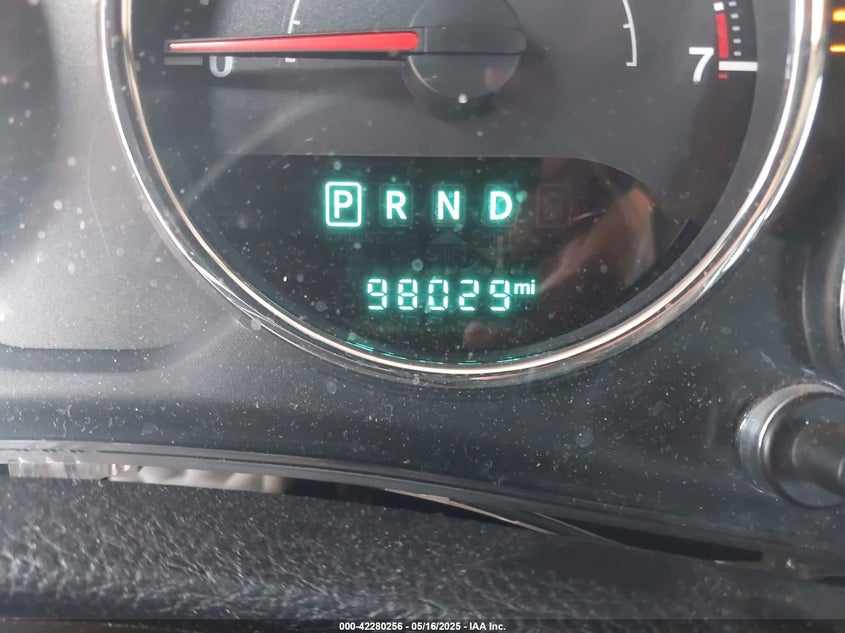 0
7
P R N D
98029 mi
000-42280256 - 05/16/2025 - IAA Inc.